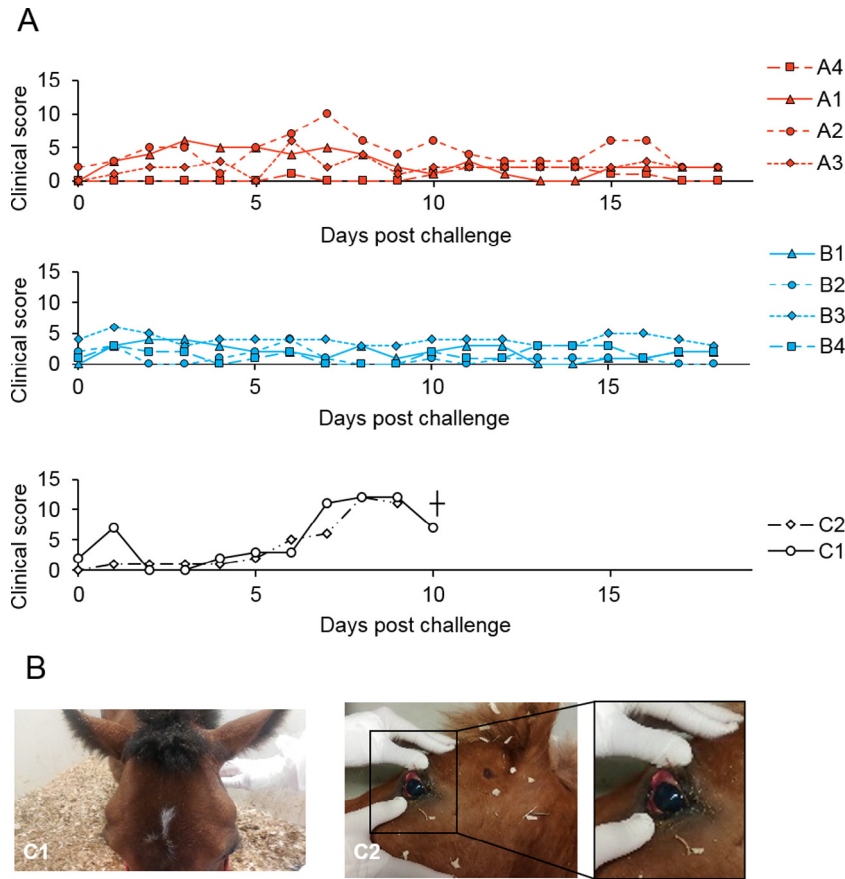 A
15
10
5
0
Clinical score
0 5 10 15
Days post challenge
A4
A1
A2
A3
15
10
5
0
Clinical score
0 5 10 15
Days post challenge
B1
B2
B3
B4
15
10
5
0
Clinical score
0 5 10 15
Days post challenge
C2
C1
B
C1
C2